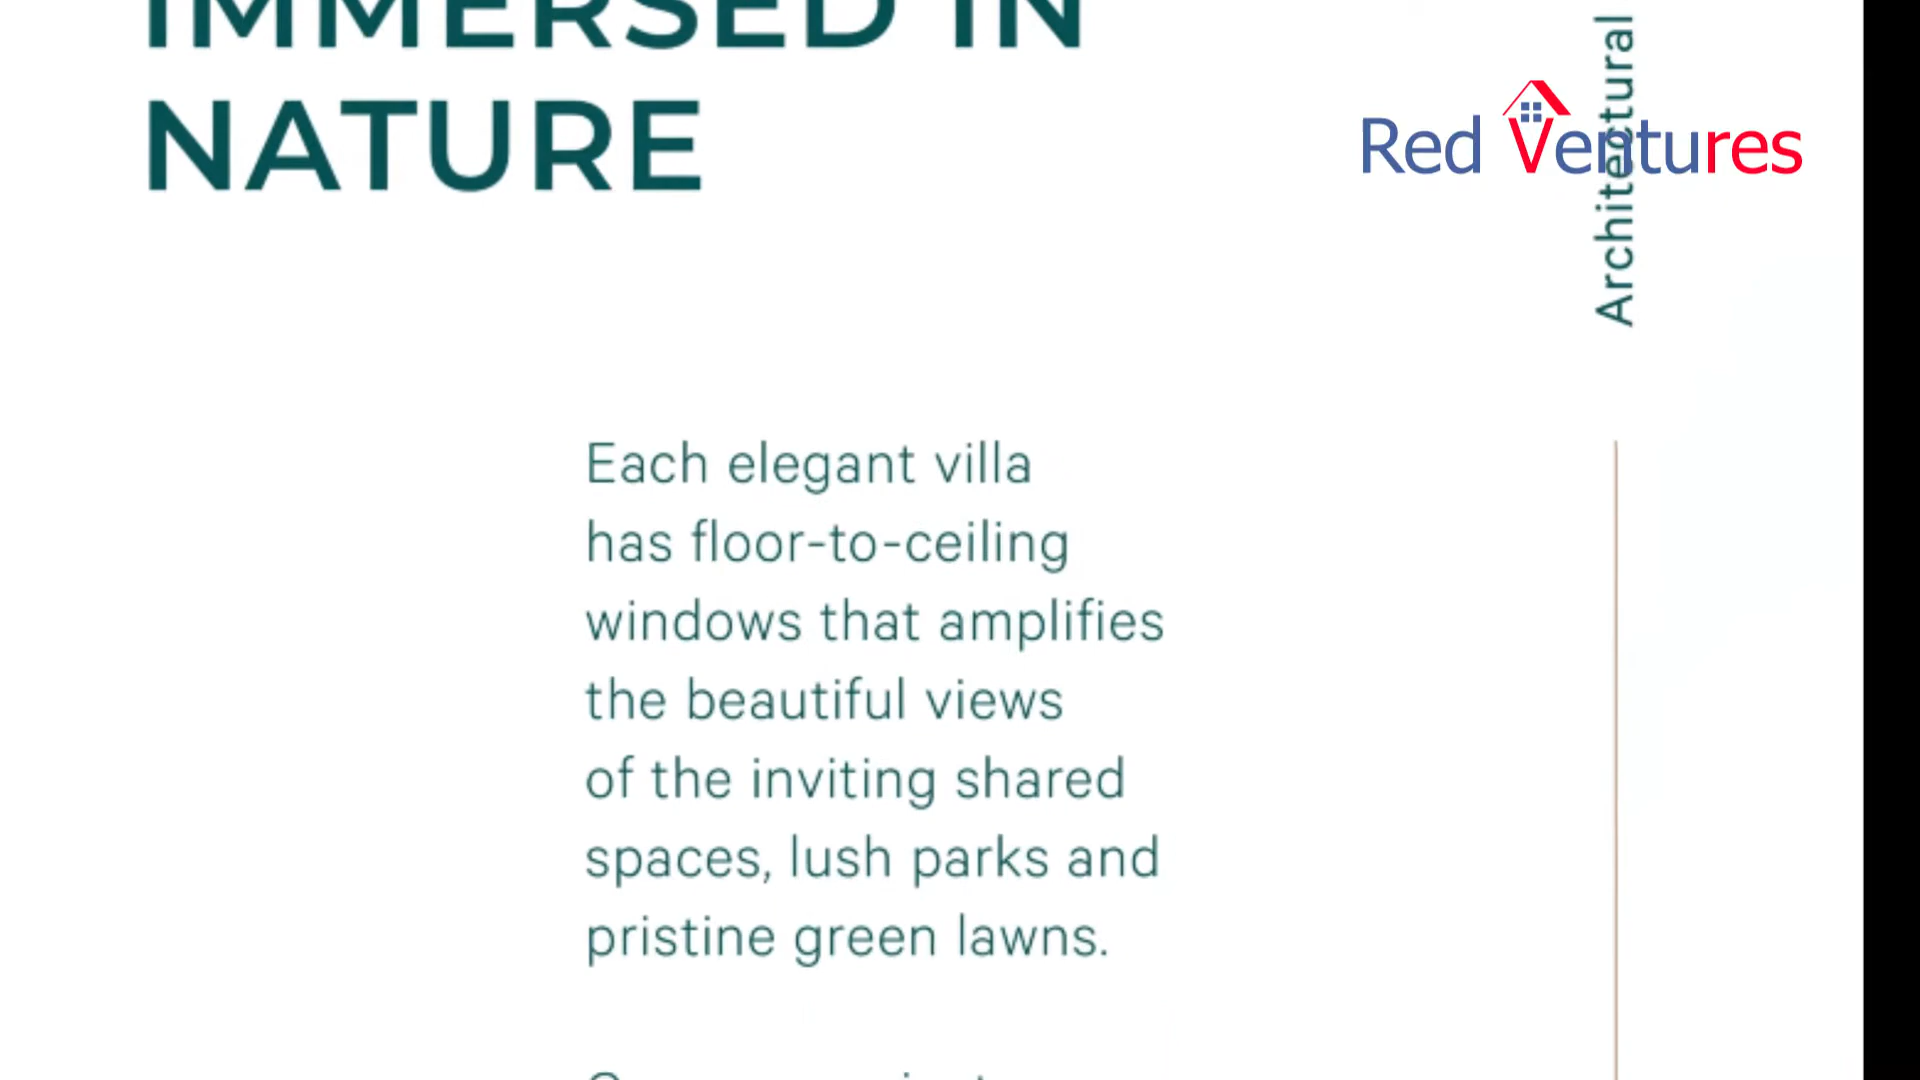 IMMERSED IN
NATURE
Red Ventures
Architectural
Each elegant villa
has floor-to-ceiling
windows that amplifies
the beautiful views
of the inviting shared
spaces, lush parks and
pristine green lawns.